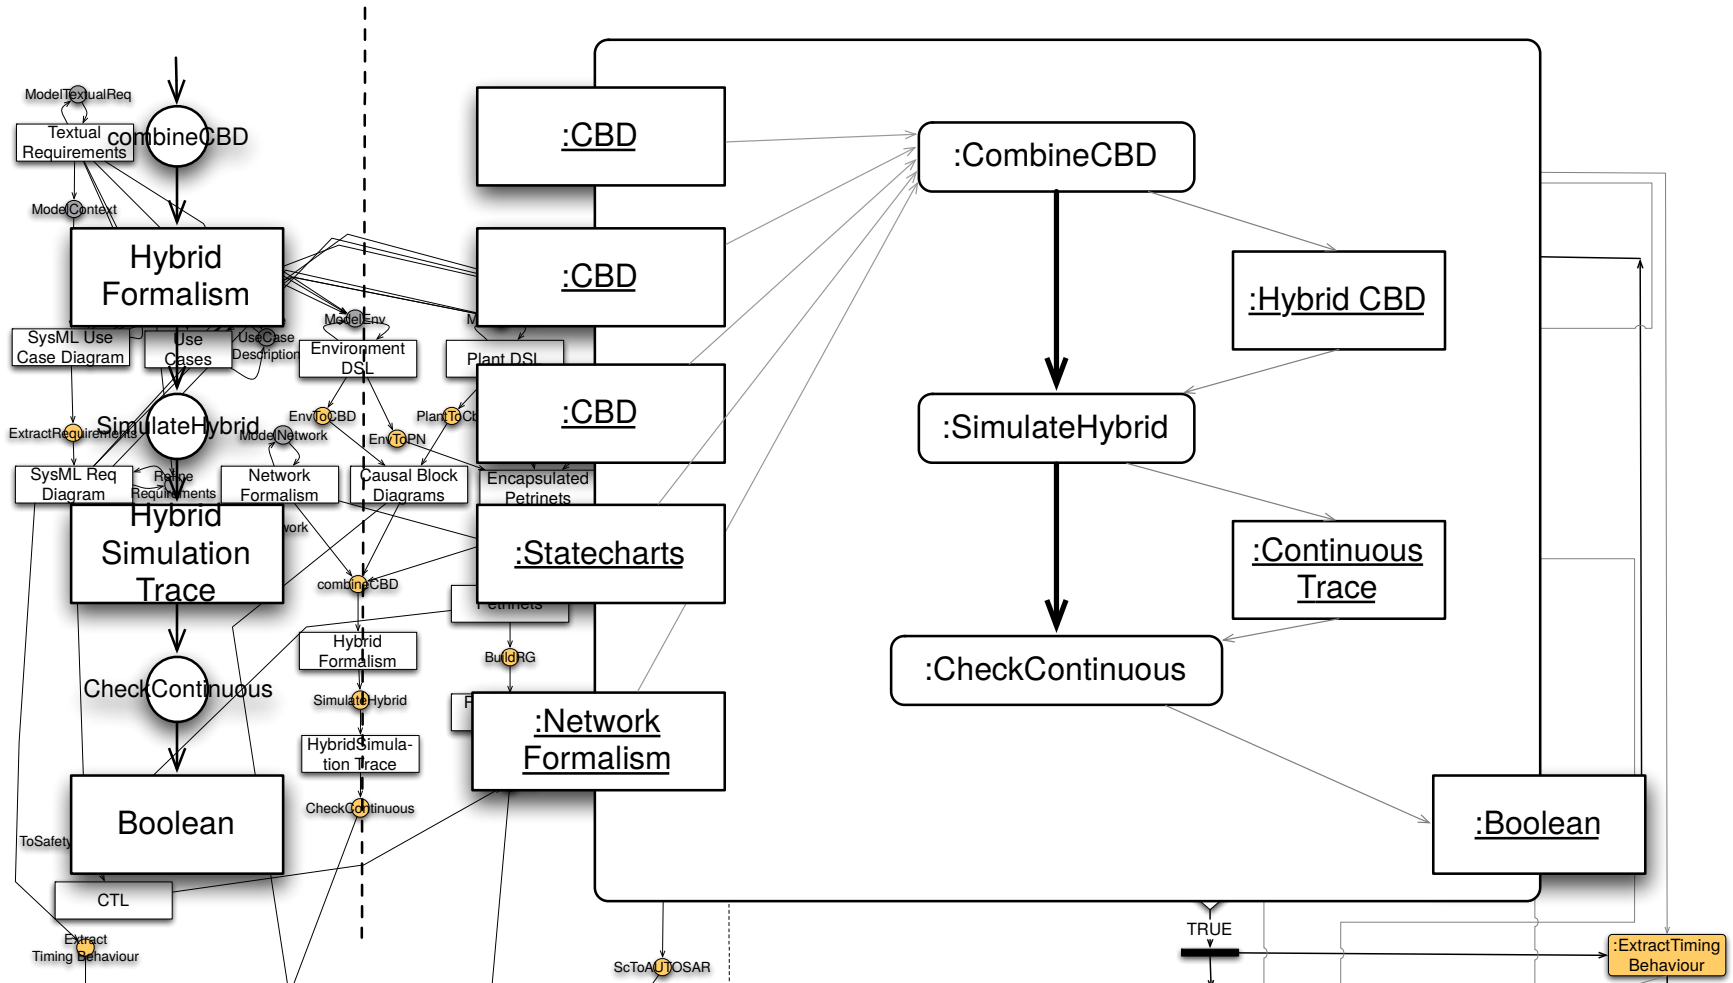 ModelTextualReq
Textual
Requirements
combineCBD
ModelContext
Hybrid
Formalism
SysML Use
Case Diagram
Use
Cases
UseCase
Description
ModelEnv
M
Environment
DSL
Plant DSL
EnvToCBD
EnvToPN
PlantToCb
ExtractRequirements
SimulateHybrid
ModelNetwork
SysML Req
Diagram
Refine
Requirements
Network
Formalism
Causal Block
Diagrams
Encapsulated
Petrinets
Hybrid
Simulation
Trace
work
combineCBD
Petrinets
Hybrid
Formalism
BuildRG
CheckContinuous
SimulateHybrid
HybridSimula-
tion Trace
CheckContinuous
Boolean
ToSafety
CTL
Extract
Timing Behaviour
:CBD
:CBD
:CBD
:Statecharts
:Network
Formalism
:CombineCBD
:Hybrid CBD
:SimulateHybrid
:Continuous
Trace
:CheckContinuous
:Boolean
ScToAUTOSAR
TRUE
:ExtractTiming
Behaviour